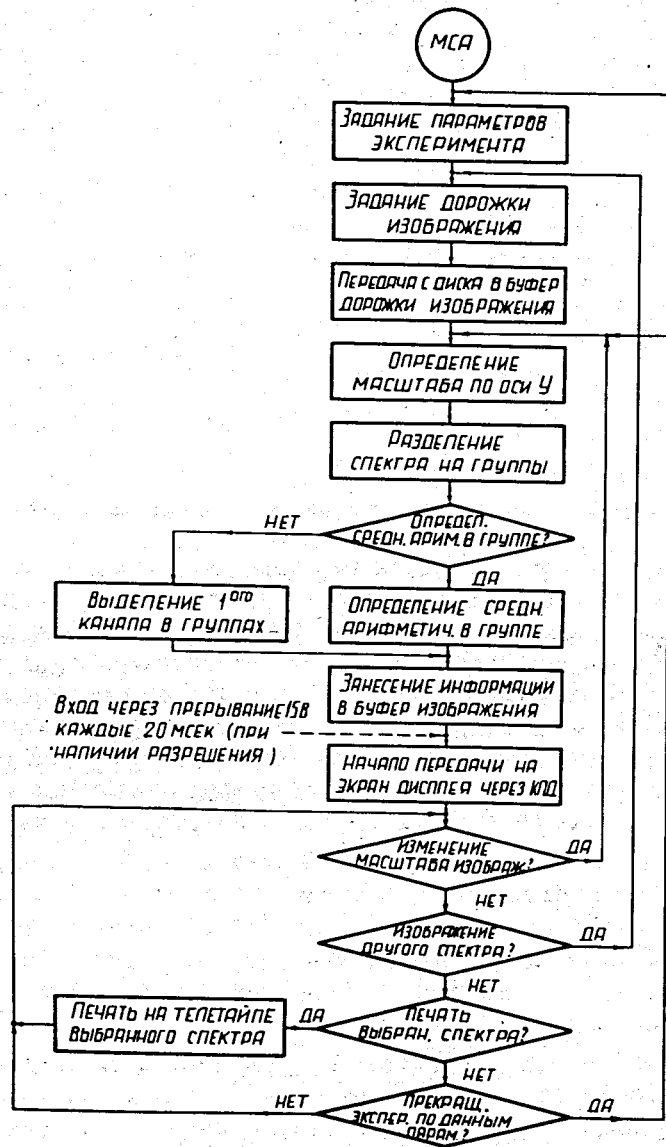 МСА
ЗАДАНИЕ ПАРАМЕТРОВ
ЭКСПЕРИМЕНТА
ЗАДАНИЕ ДОРОЖКИ
ИЗОБРАЖЕНИЯ
ПЕРЕДАЧА С ДИСКА В БУФЕР
ДОРОЖКИ ИЗОБРАЖЕНИЯ
ОПРЕДЕЛЕНИЕ
МАСШТАБА ПО ОСИ У
РАЗДЕЛЕНИЕ
СПЕКТРА НА ГРУППЫ
ОПРЕДЕЛ.
СРЕДН. АРИМ. В ГРУППЕ?
НЕТ
ДА
ВЫДЕЛЕНИЕ 1ОГО
КАНАЛА В ГРУППАХ
ОПРЕДЕЛЕНИЕ СРЕДН.
АРИФМЕТИЧ. В ГРУППЕ
ЗАНЕСЕНИЕ ИНФОРМАЦИИ
В БУФЕР ИЗОБРАЖЕНИЯ
ВХОД ЧЕРЕЗ ПРЕРЫВАНИЕ 15В
КАЖДЫЕ 20 МСЕК (ПРИ
НАЛИЧИИ РАЗРЕШЕНИЯ)
НАЧАЛО ПЕРЕДАЧИ НА
ЭКРАН ДИСПЛЕЯ ЧЕРЕЗ КПД
ИЗМЕНЕНИЕ
МАСШТАБА ИЗОБРАЖ?
ДА
НЕТ
ИЗОБРАЖЕНИЕ
ДРУГОГО СПЕКТРА?
ДА
НЕТ
ПЕЧАТЬ НА ТЕЛЕТАЙПЕ
ВЫБРАННОГО СПЕКТРА
ДА
ПЕЧАТЬ
ВЫБРАН. СПЕКТРА?
НЕТ
НЕТ
ПРЕКРАЩ.
ЭКСПЕР. ПО ДАННЫМ
ПАРАМ.?
ДА